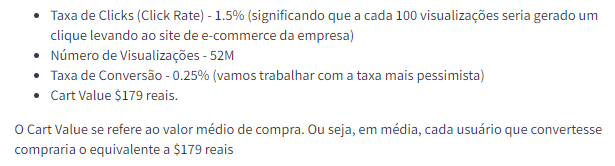 • Taxa de Clicks (Click Rate) - 1.5% (significando que a cada 100 visualizações seria gerado um
clique levando ao site de e-commerce da empresa)
• Número de Visualizações - 52M
• Taxa de Conversão - 0.25% (vamos trabalhar com a taxa mais pessimista)
• Cart Value $179 reais.
O Cart Value se refere ao valor médio de compra. Ou seja, em média, cada usuário que convertesse
compraria o equivalente a $179 reais